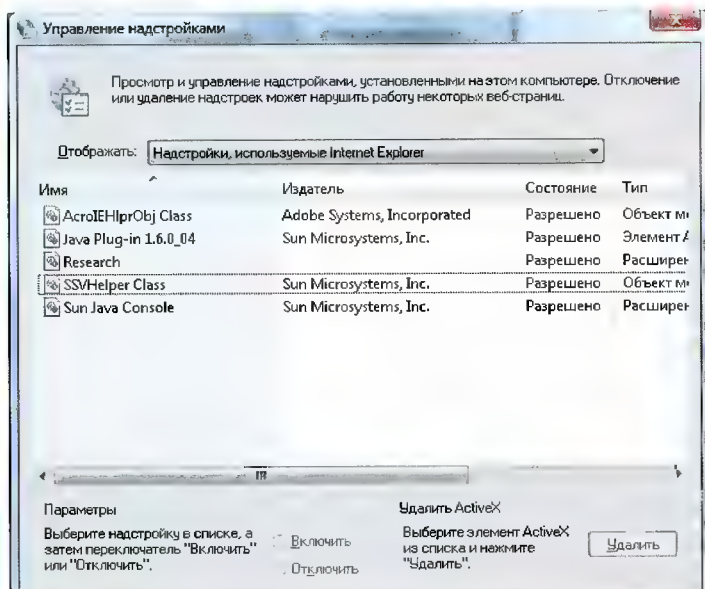 Управление надстройками
Просмотр и управление надстройками, установленными на этом компьютере. Отключение
или удаление надстроек может нарушить работу некоторых веб-страниц.
Отображать: Надстройки, используемые Internet Explorer
Имя Издатель Состояние Тип
AcroIEHlprObj Class Adobe Systems, Incorporated Разрешено Объект мо
Java Plug-in 1.6.0_04 Sun Microsystems, Inc. Разрешено Элемент A
Research Разрешено Расширен
SSVHelper Class Sun Microsystems, Inc. Разрешено Объект мо
Sun Java Console Sun Microsystems, Inc. Разрешено Расширен
Параметры
Выберите надстройку в списке, а
затем переключатель "Включить"
или "Отключить".
Включить
Отключить
Удалить ActiveX
Выберите элемент ActiveX
из списка и нажмите
"Удалить".
Удалить